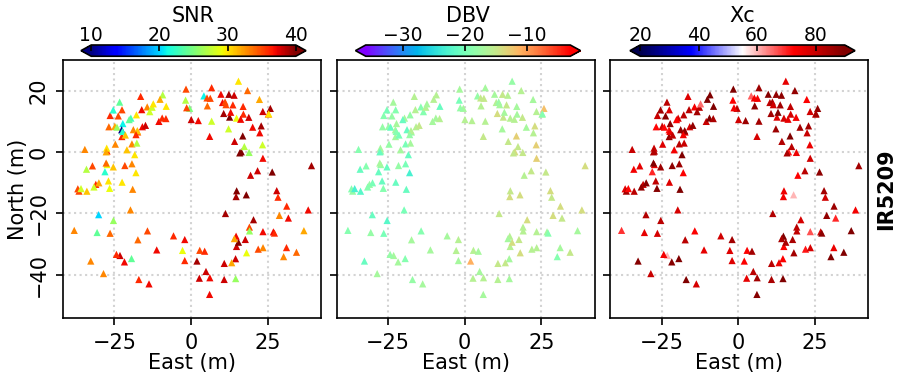 SNR DBV Xc
10 20 30 40 −30 −20 −10 20 40 60 80
20
0
−20
−40
North (m)
IR5209
−25 0 25 −25 0 25 −25 0 25
East (m) East (m) East (m)